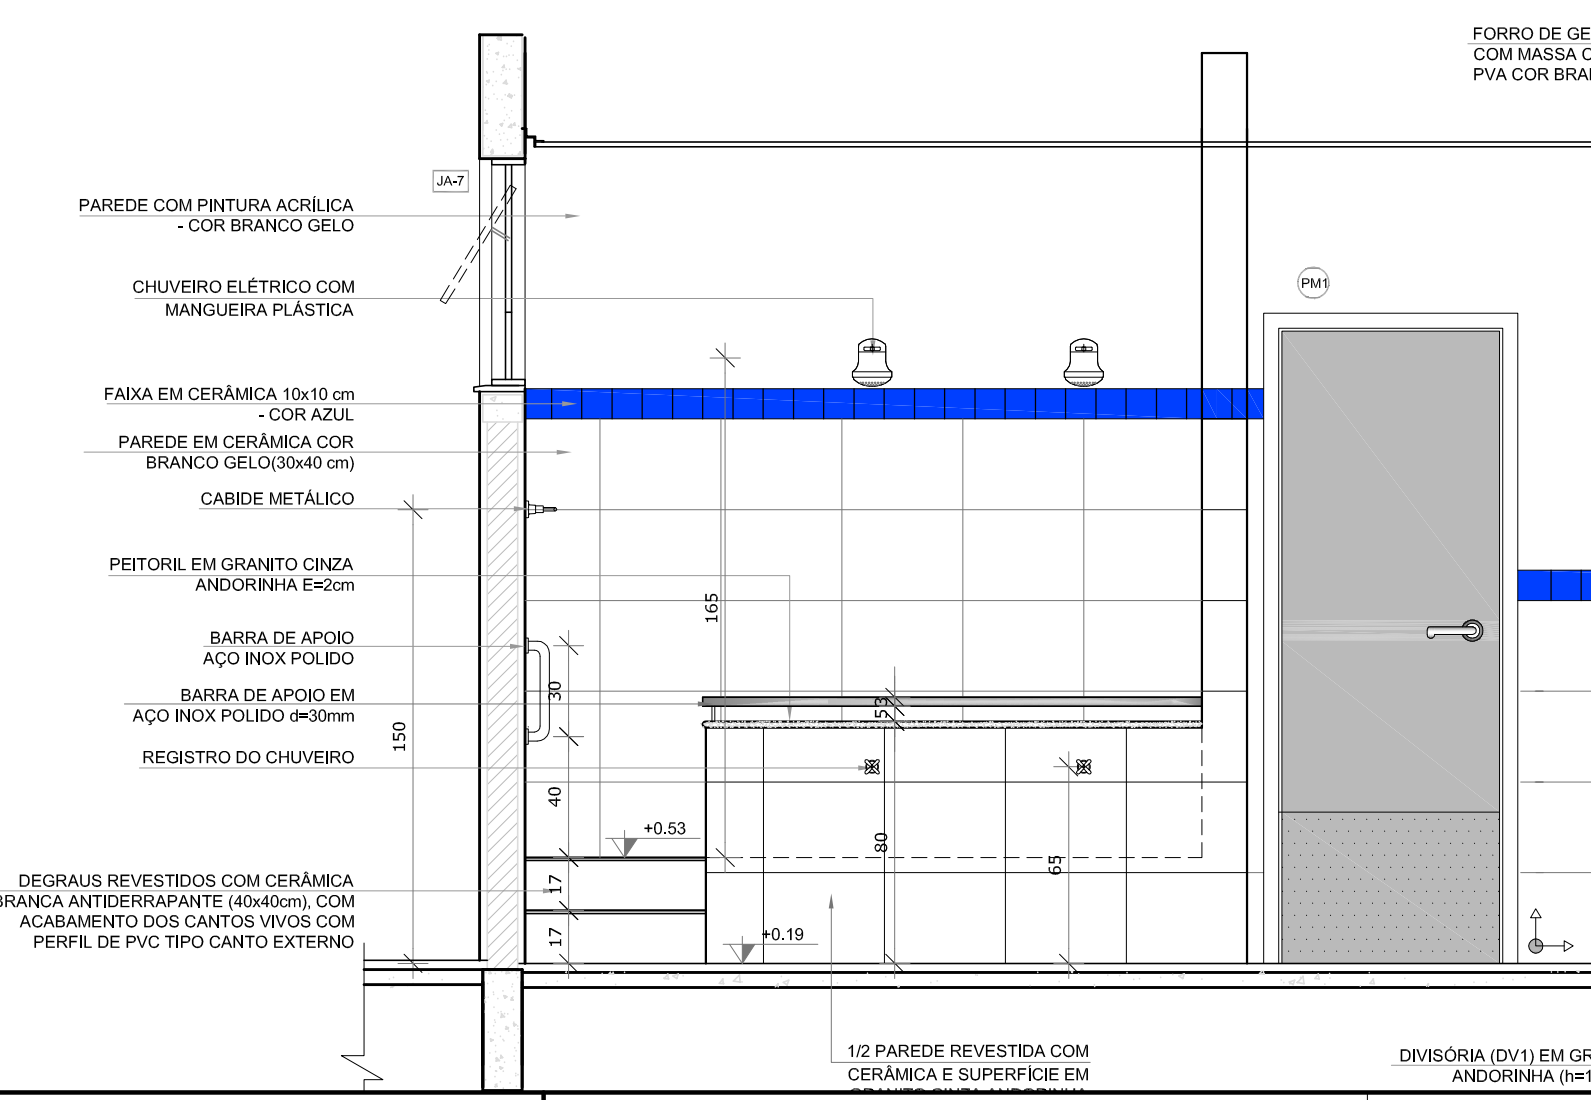 FORRO DE GE
COM MASSA C
PVA COR BRA
JA-7
PAREDE COM PINTURA ACRÍLICA
- COR BRANCO GELO
CHUVEIRO ELÉTRICO COM
MANGUEIRA PLÁSTICA
PM1
FAIXA EM CERÂMICA 10x10 cm
- COR AZUL
PAREDE EM CERÂMICA COR
BRANCO GELO(30x40 cm)
CABIDE METÁLICO
PEITORIL EM GRANITO CINZA
ANDORINHA E=2cm
BARRA DE APOIO
AÇO INOX POLIDO
BARRA DE APOIO EM
AÇO INOX POLIDO d=30mm
REGISTRO DO CHUVEIRO
150
165
30
53
40
+0.53
80
65
17
17
+0.19
DEGRAUS REVESTIDOS COM CERÂMICA
BRANCA ANTIDERRAPANTE (40x40cm), COM
ACABAMENTO DOS CANTOS VIVOS COM
PERFIL DE PVC TIPO CANTO EXTERNO
1/2 PAREDE REVESTIDA COM
CERÂMICA E SUPERFÍCIE EM
GRANITO CINZA ANDORINHA
DIVISÓRIA (DV1) EM GR
ANDORINHA (h=1